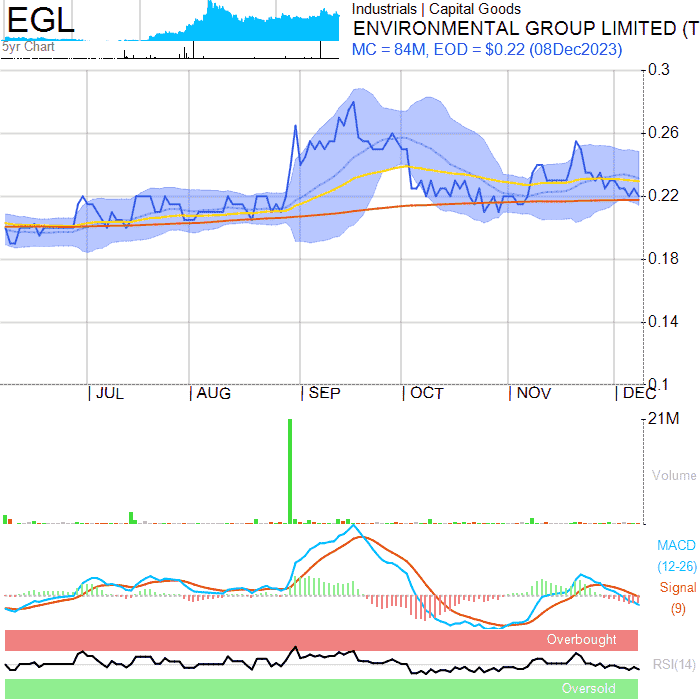 EGL
5yr Chart
Industrials | Capital Goods
ENVIRONMENTAL GROUP LIMITED (T
MC = 84M, EOD = $0.22 (08Dec2023)
0.3
0.26
0.22
0.18
0.14
0.1
JUL AUG SEP OCT NOV DEC
21M
Volume
MACD
(12-26)
Signal
(9)
Overbought
RSI(14)
Oversold